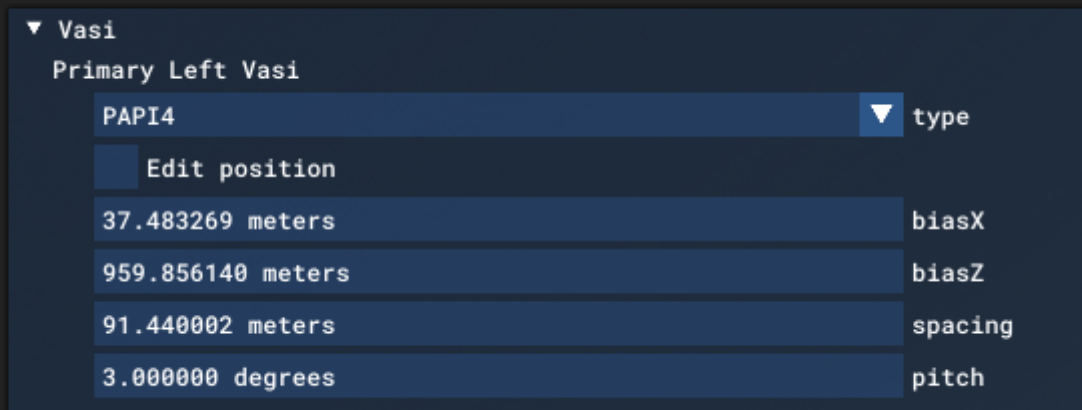 Vasi
Primary Left Vasi
PAPI4 type
Edit position
37.483269 meters biasX
959.856140 meters biasZ
91.440002 meters spacing
3.000000 degrees pitch